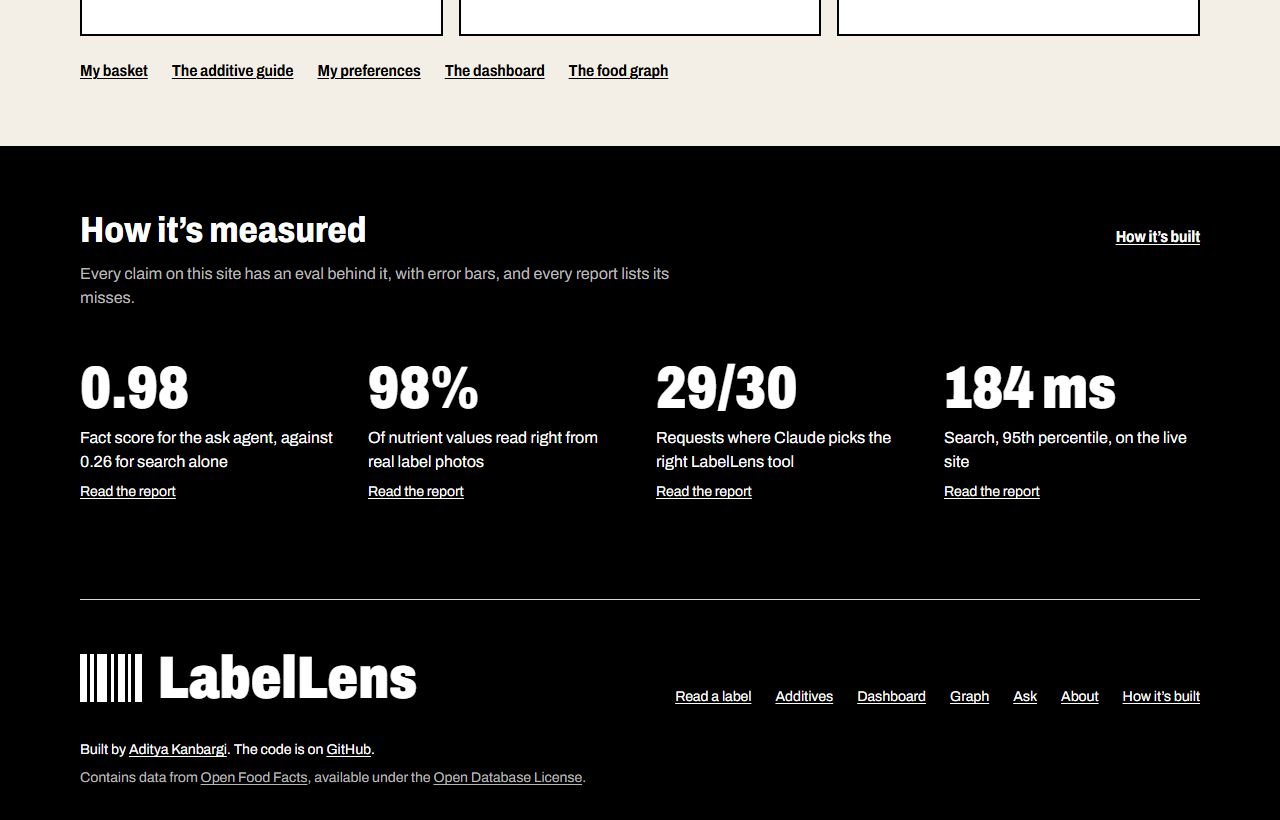 My basket The additive guide My preferences The dashboard The food graph
How it’s measured
How it’s built
Every claim on this site has an eval behind it, with error bars, and every report lists its
misses.
0.98
Fact score for the ask agent, against
0.26 for search alone
Read the report
98%
Of nutrient values read right from
real label photos
Read the report
29/30
Requests where Claude picks the
right LabelLens tool
Read the report
184 ms
Search, 95th percentile, on the live
site
Read the report
LabelLens
Read a label Additives Dashboard Graph Ask About How it’s built
Built by Aditya Kanbargi. The code is on GitHub.
Contains data from Open Food Facts, available under the Open Database License.